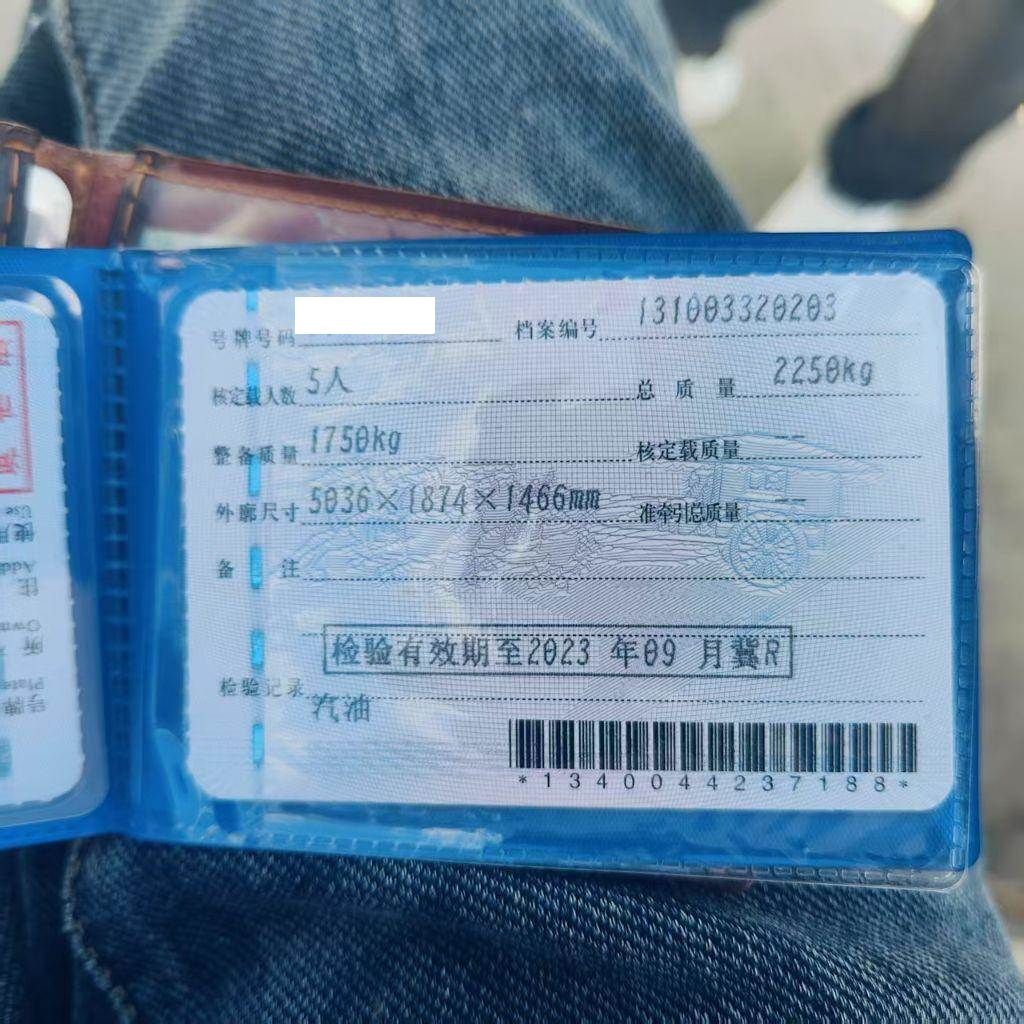 号牌号码 档案编号 131003320203
核定载人数 5人 总质量 2250kg
整备质量 1750kg 核定载质量 --
外廓尺寸 5036×1874×1466mm 准牵引总质量 --
备注
检验有效期至2023年09月冀R
检验记录
汽油
*1340044237188*